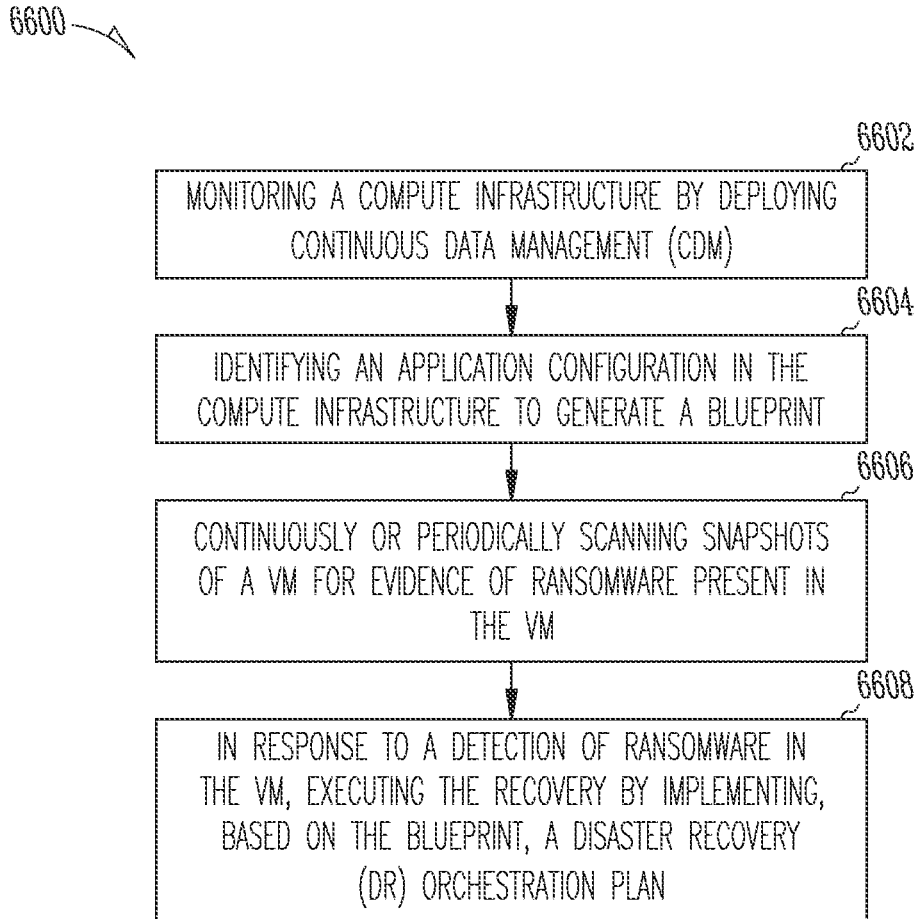 6600
6602
MONITORING A COMPUTE INFRASTRUCTURE BY DEPLOYING
CONTINUOUS DATA MANAGEMENT (CDM)
6604
IDENTIFYING AN APPLICATION CONFIGURATION IN THE
COMPUTE INFRASTRUCTURE TO GENERATE A BLUEPRINT
6606
CONTINUOUSLY OR PERIODICALLY SCANNING SNAPSHOTS
OF A VM FOR EVIDENCE OF RANSOMWARE PRESENT IN
THE VM
6608
IN RESPONSE TO A DETECTION OF RANSOMWARE IN
THE VM, EXECUTING THE RECOVERY BY IMPLEMENTING,
BASED ON THE BLUEPRINT, A DISASTER RECOVERY
(DR) ORCHESTRATION PLAN